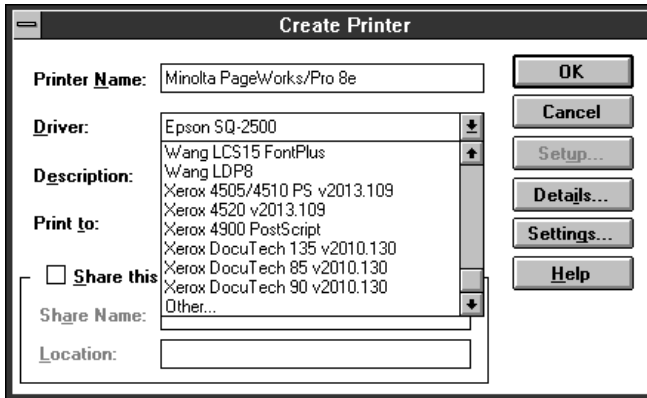 Create Printer
Printer Name: Minolta PageWorks/Pro 8e
Driver: Epson SQ-2500
Wang LCS15 FontPlus
Wang LDP8
Description:
Xerox 4505/4510 PS v2013.109
Xerox 4520 v2013.109
Print to:
Xerox 4900 PostScript
Xerox DocuTech 135 v2010.130
Xerox DocuTech 85 v2010.130
Share this
Xerox DocuTech 90 v2010.130
Other...
Share Name:
Location:
OK
Cancel
Setup...
Details...
Settings...
Help